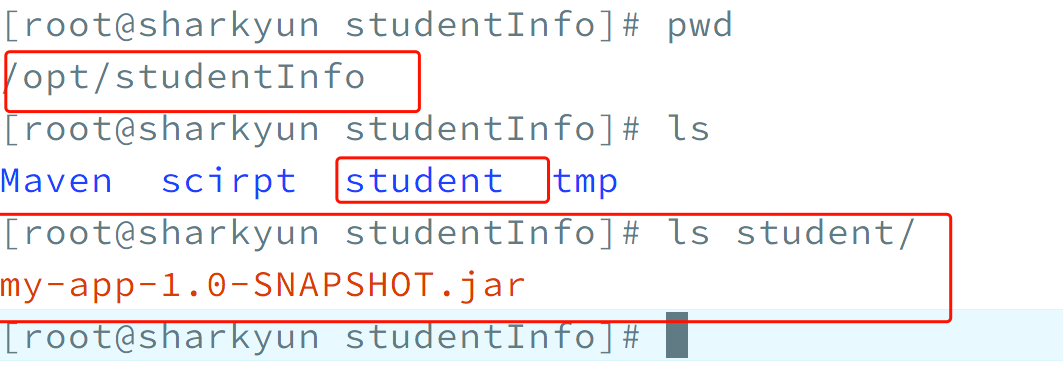 [root@sharkyun studentInfo]# pwd
/opt/studentInfo
[root@sharkyun studentInfo]# ls
Maven scirpt student tmp
[root@sharkyun studentInfo]# ls student/
my-app-1.0-SNAPSHOT.jar
[root@sharkyun studentInfo]#